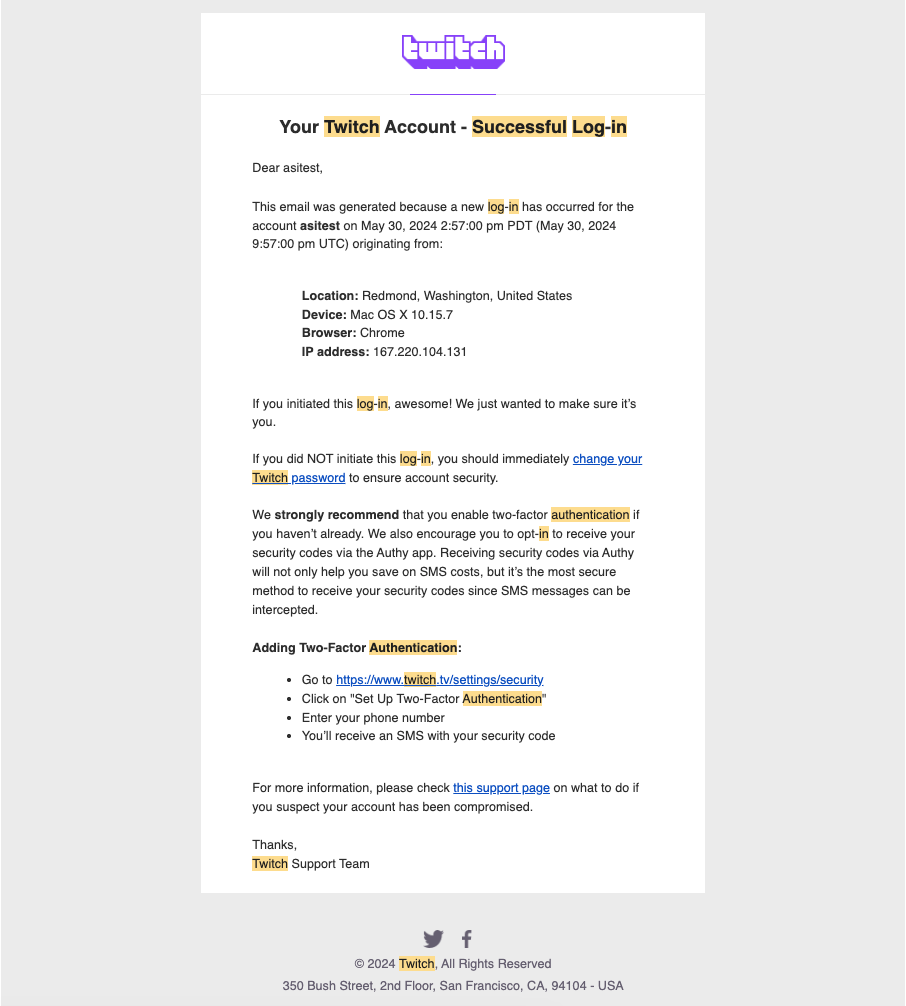 twitch
Your Twitch Account - Successful Log-in
Dear asitest,
This email was generated because a new log-in has occurred for the
account asitest on May 30, 2024 2:57:00 pm PDT (May 30, 2024
9:57:00 pm UTC) originating from:
Location: Redmond, Washington, United States
Device: Mac OS X 10.15.7
Browser: Chrome
IP address: 167.220.104.131
If you initiated this log-in, awesome! We just wanted to make sure it’s
you.
If you did NOT initiate this log-in, you should immediately change your
Twitch password to ensure account security.
We strongly recommend that you enable two-factor authentication if
you haven’t already. We also encourage you to opt-in to receive your
security codes via the Authy app. Receiving security codes via Authy
will not only help you save on SMS costs, but it’s the most secure
method to receive your security codes since SMS messages can be
intercepted.
Adding Two-Factor Authentication:
• Go to https://www.twitch.tv/settings/security
• Click on "Set Up Two-Factor Authentication"
• Enter your phone number
• You’ll receive an SMS with your security code
For more information, please check this support page on what to do if
you suspect your account has been compromised.
Thanks,
Twitch Support Team
© 2024 Twitch, All Rights Reserved
350 Bush Street, 2nd Floor, San Francisco, CA, 94104 - USA